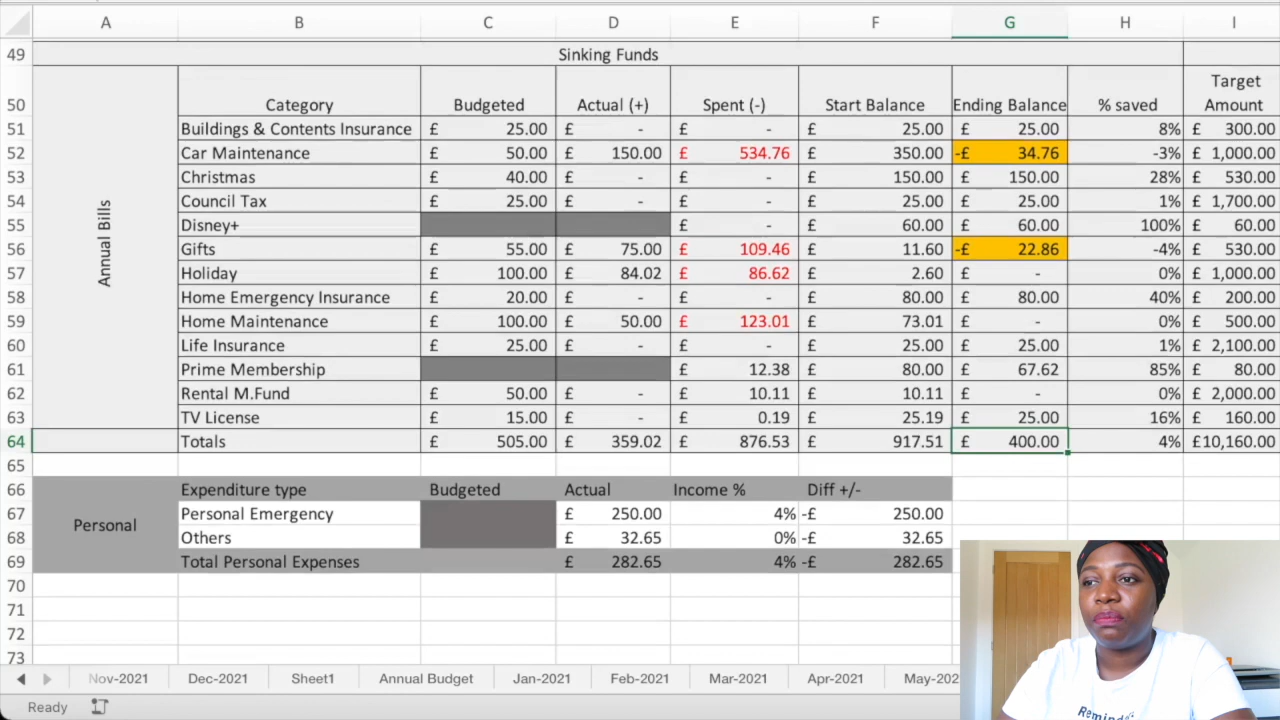 A B C D E F G H I
49 Sinking Funds
50 Category Budgeted Actual (+) Spent (-) Start Balance Ending Balance % saved Target Amount
Annual Bills
51 Buildings & Contents Insurance £ 25.00 £ - £ - £ 25.00 £ 25.00 8% £ 300.00
52 Car Maintenance £ 50.00 £ 150.00 £ 534.76 £ 350.00 -£ 34.76 -3% £ 1,000.00
53 Christmas £ 40.00 £ - £ - £ 150.00 £ 150.00 28% £ 530.00
54 Council Tax £ 25.00 £ - £ - £ 25.00 £ 25.00 1% £ 1,700.00
55 Disney+ £ - £ 60.00 £ 60.00 100% £ 60.00
56 Gifts £ 55.00 £ 75.00 £ 109.46 £ 11.60 -£ 22.86 -4% £ 530.00
57 Holiday £ 100.00 £ 84.02 £ 86.62 £ 2.60 £ - 0% £ 1,000.00
58 Home Emergency Insurance £ 20.00 £ - £ - £ 80.00 £ 80.00 40% £ 200.00
59 Home Maintenance £ 100.00 £ 50.00 £ 123.01 £ 73.01 £ - 0% £ 500.00
60 Life Insurance £ 25.00 £ - £ - £ 25.00 £ 25.00 1% £ 2,100.00
61 Prime Membership £ 12.38 £ 80.00 £ 67.62 85% £ 80.00
62 Rental M.Fund £ 50.00 £ - £ 10.11 £ 10.11 £ - 0% £ 2,000.00
63 TV License £ 15.00 £ - £ 0.19 £ 25.19 £ 25.00 16% £ 160.00
64 Totals £ 505.00 £ 359.02 £ 876.53 £ 917.51 £ 400.00 4% £10,160.00
65
66 Expenditure type Budgeted Actual Income % Diff +/-
Personal
67 Personal Emergency £ 250.00 4% -£ 250.00
68 Others £ 32.65 0% -£ 32.65
69 Total Personal Expenses £ 282.65 4% -£ 282.65
70
71
72
73
Nov-2021 Dec-2021 Sheet1 Annual Budget Jan-2021 Feb-2021 Mar-2021 Apr-2021 May-202
Ready